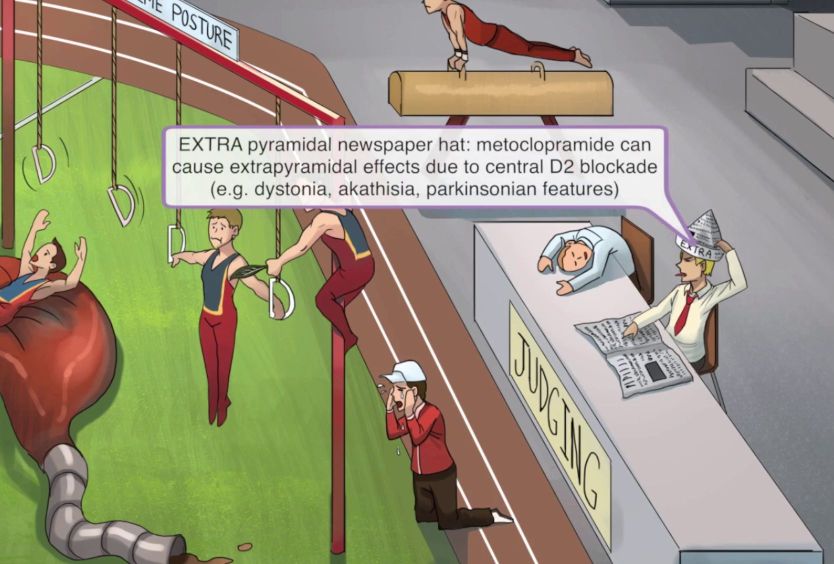 ME POSTURE
EXTRA pyramidal newspaper hat: metoclopramide can
cause extrapyramidal effects due to central D2 blockade
(e.g. dystonia, akathisia, parkinsonian features)
EXTRA
D
D
D
D
JUDGING